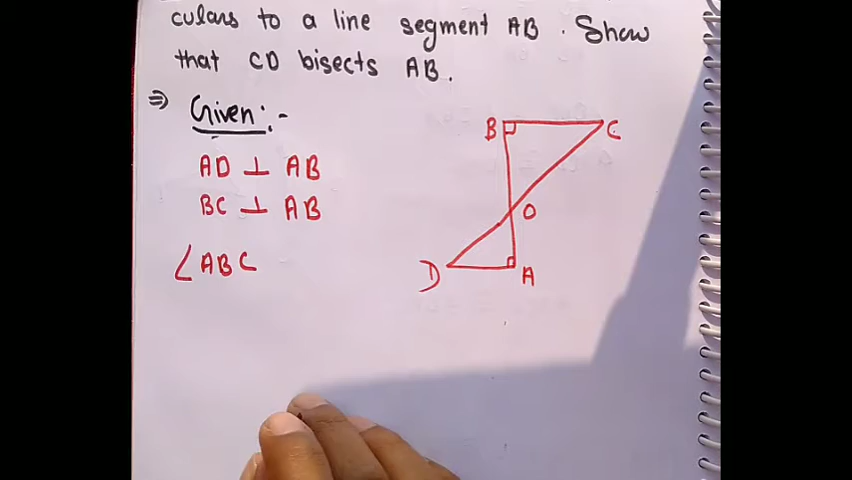 culars to a line segment AB. Show
that CD bisects AB.
⇒ Given:-
AD ⊥ AB
BC ⊥ AB
∠ABC
B
C
O
D
A